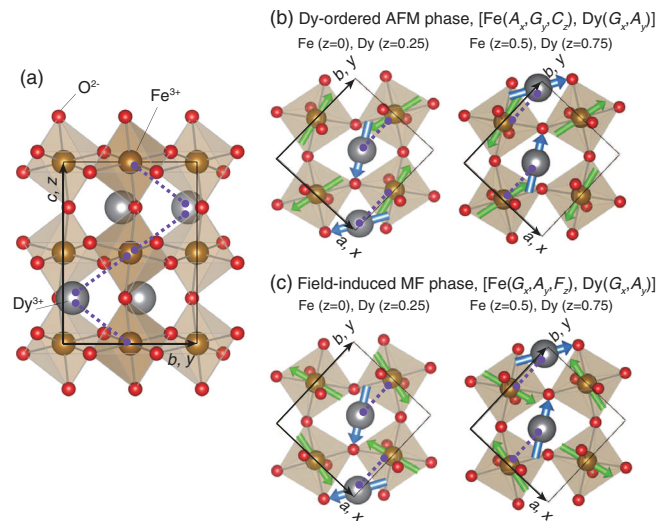 (a)
O2-
Fe3+
c, z
Dy3+
b, y
(b) Dy-ordered AFM phase, [Fe(Ax,Gy,Cz), Dy(Gx,Ay)]
Fe (z=0), Dy (z=0.25)
Fe (z=0.5), Dy (z=0.75)
b, y
b, y
a, x
a, x
(c) Field-induced MF phase, [Fe(Gx,Ay,Fz), Dy(Gx,Ay)]
Fe (z=0), Dy (z=0.25)
Fe (z=0.5), Dy (z=0.75)
b, y
b, y
a, x
a, x